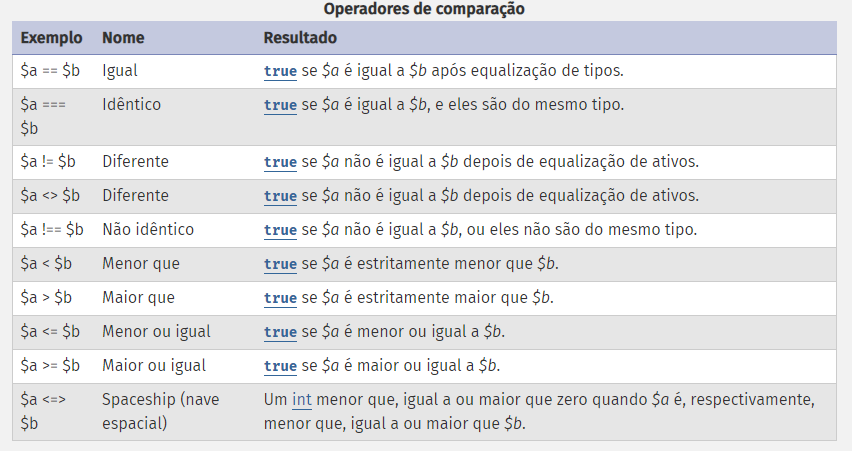 Operadores de comparação
Exemplo Nome Resultado
$a == $b Igual true se $a é igual a $b após equalização de tipos.
$a === Idêntico true se $a é igual a $b, e eles são do mesmo tipo.
$b
$a != $b Diferente true se $a não é igual a $b depois de equalização de ativos.
$a <> $b Diferente true se $a não é igual a $b depois de equalização de ativos.
$a !== $b Não idêntico true se $a não é igual a $b, ou eles não são do mesmo tipo.
$a < $b Menor que true se $a é estritamente menor que $b.
$a > $b Maior que true se $a é estritamente maior que $b.
$a <= $b Menor ou igual true se $a é menor ou igual a $b.
$a >= $b Maior ou igual true se $a é maior ou igual a $b.
$a <=> Spaceship (nave Um int menor que, igual a ou maior que zero quando $a é, respectivamente,
$b espacial) menor que, igual a ou maior que $b.